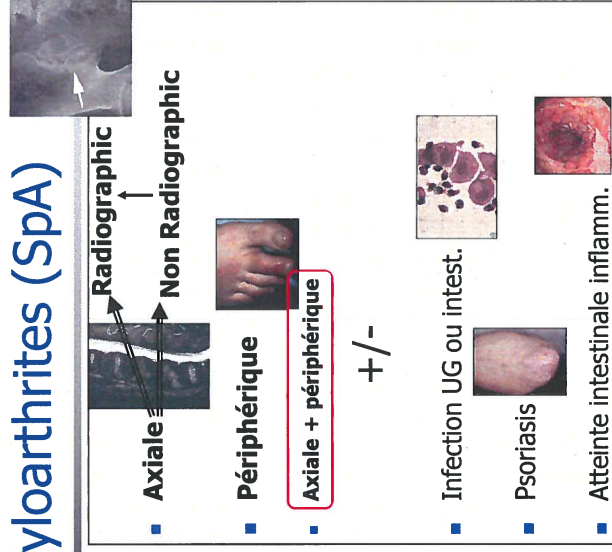 yloarthrites (SpA)
Radiographic
Axiale
Non Radiographic
Périphérique
Axiale + périphérique
+/-
Infection UG ou intest.
Psoriasis
Atteinte intestinale inflamm.